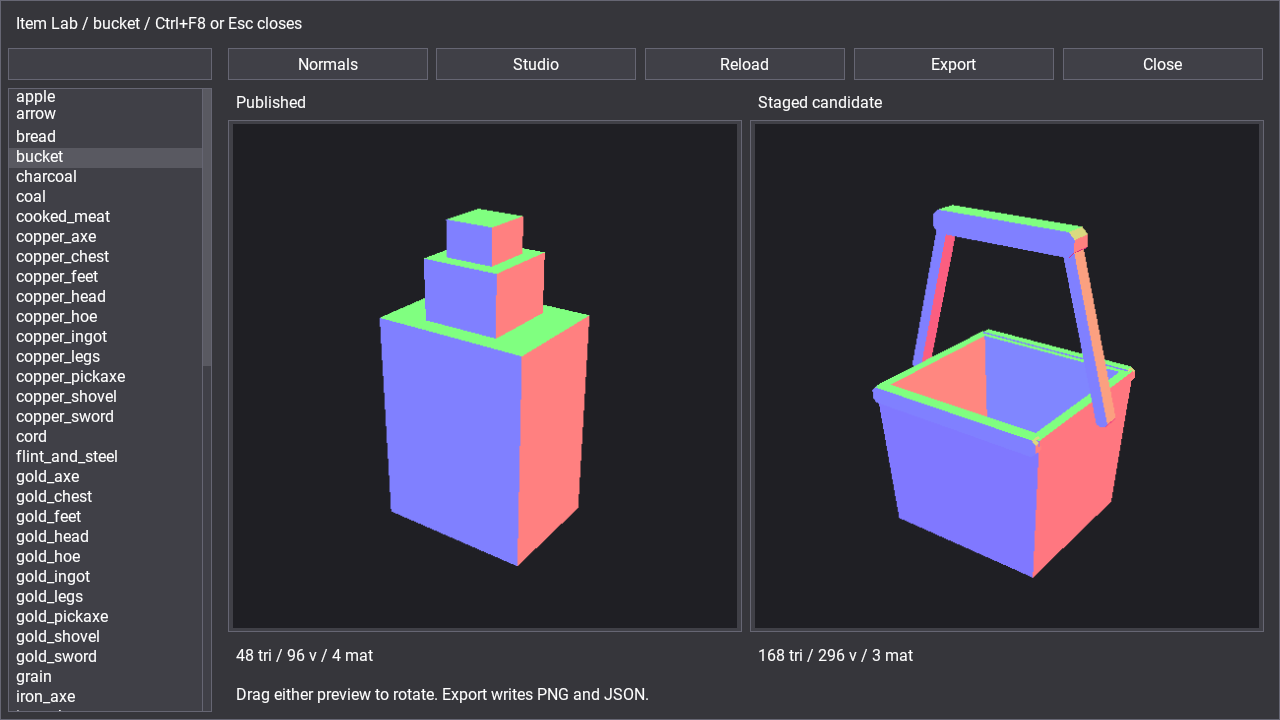 Item Lab / bucket / Ctrl+F8 or Esc closes
Normals
Studio
Reload
Export
Close
apple
arrow
bread
bucket
charcoal
coal
cooked_meat
copper_axe
copper_chest
copper_feet
copper_head
copper_hoe
copper_ingot
copper_legs
copper_pickaxe
copper_shovel
copper_sword
cord
flint_and_steel
gold_axe
gold_chest
gold_feet
gold_head
gold_hoe
gold_ingot
gold_legs
gold_pickaxe
gold_shovel
gold_sword
grain
iron_axe
Published
Staged candidate
48 tri / 96 v / 4 mat
168 tri / 296 v / 3 mat
Drag either preview to rotate. Export writes PNG and JSON.